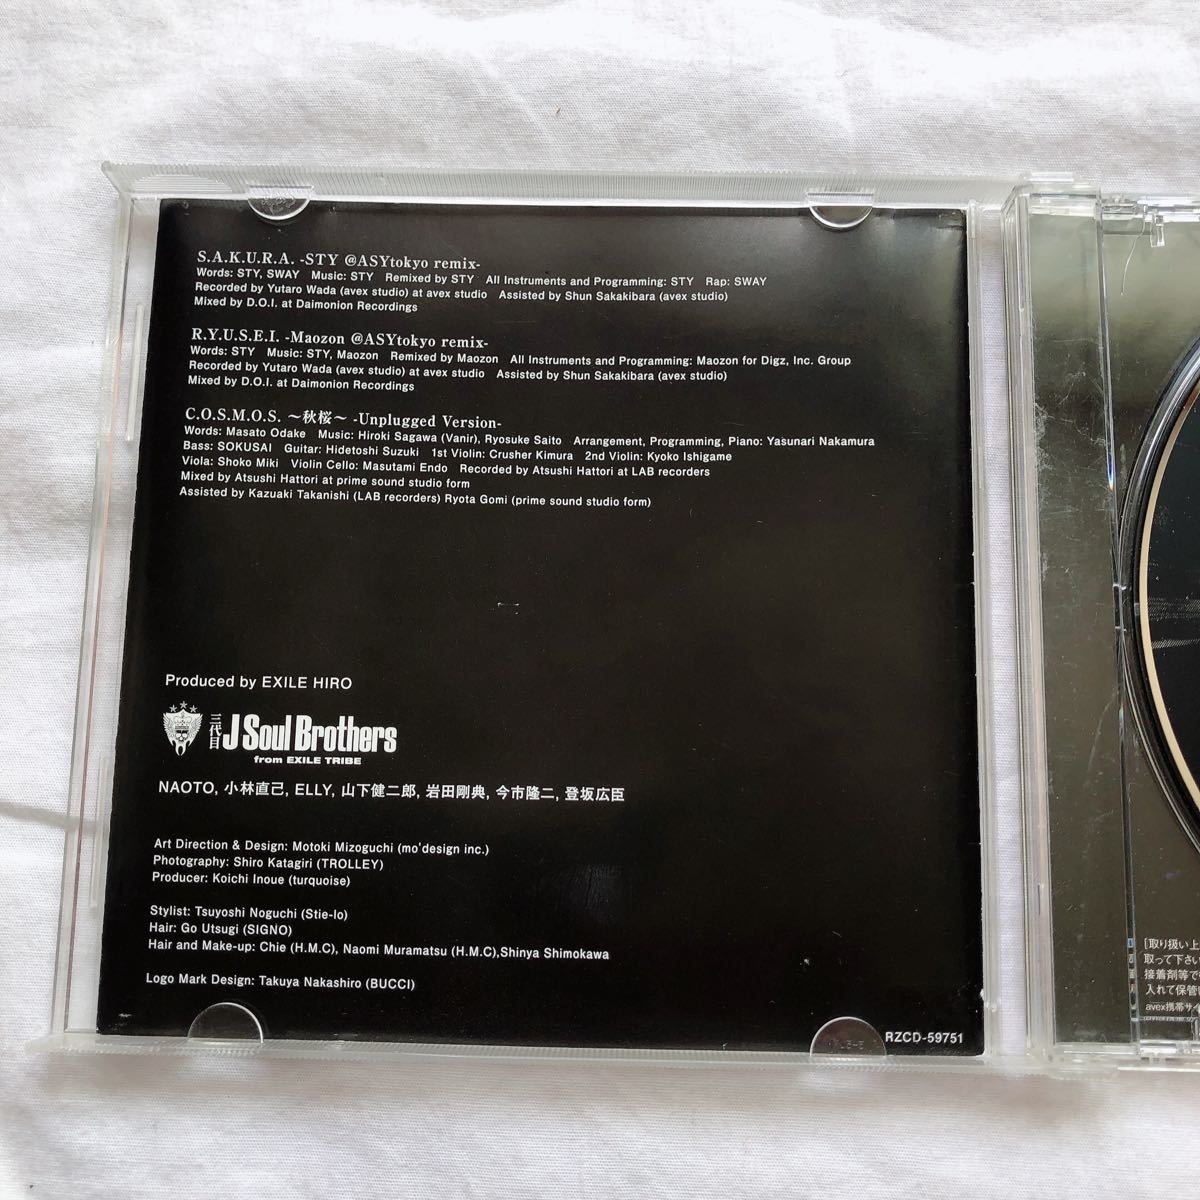 S.A.K.U.R.A. -STY @ASYtokyo remix-
Words: STY, SWAY Music: STY Remixed by STY All Instruments and Programming: STY Rap: SWAY
Recorded by Yutaro Wada (avex studio) at avex studio Assisted by Shun Sakakibara (avex studio)
Mixed by D.O.I. at Daimonion Recordings
R.Y.U.S.E.I. -Maozon @ASYtokyo remix-
Words: STY Music: STY, Maozon Remixed by Maozon All Instruments and Programming: Maozon for Digz, Inc. Group
Recorded by Yutaro Wada (avex studio) at avex studio Assisted by Shun Sakakibara (avex studio)
Mixed by D.O.I. at Daimonion Recordings
C.O.S.M.O.S. ～秋桜～ -Unplugged Version-
Words: Masato Odake Music: Hiroki Sagawa (Vanir), Ryosuke Saito Arrangement, Programming, Piano: Yasunari Nakamura
Bass: SOKUSAI Guitar: Hidetoshi Suzuki 1st Violin: Crusher Kimura 2nd Violin: Kyoko Ishigame
Viola: Shoko Miki Violin Cello: Masutami Endo Recorded by Atsushi Hattori at LAB recorders
Mixed by Atsushi Hattori at prime sound studio form
Assisted by Kazuaki Takanishi (LAB recorders) Ryota Gomi (prime sound studio form)
Produced by EXILE HIRO
三代目 J Soul Brothers
from EXILE TRIBE
NAOTO, 小林直己, ELLY, 山下健二郎, 岩田剛典, 今市隆二, 登坂広臣
Art Direction & Design: Motoki Mizoguchi (mo'design inc.)
Photography: Shiro Katagiri (TROLLEY)
Producer: Koichi Inoue (turquoise)
Stylist: Tsuyoshi Noguchi (Stie-lo)
Hair: Go Utsugi (SIGNO)
Hair and Make-up: Chie (H.M.C), Naomi Muramatsu (H.M.C),Shinya Shimokawa
Logo Mark Design: Takuya Nakashiro (BUCCI)
RZCD-59751
[取り扱い上
取って下さい
接着剤等で
入れて保管
avex携帯サイ